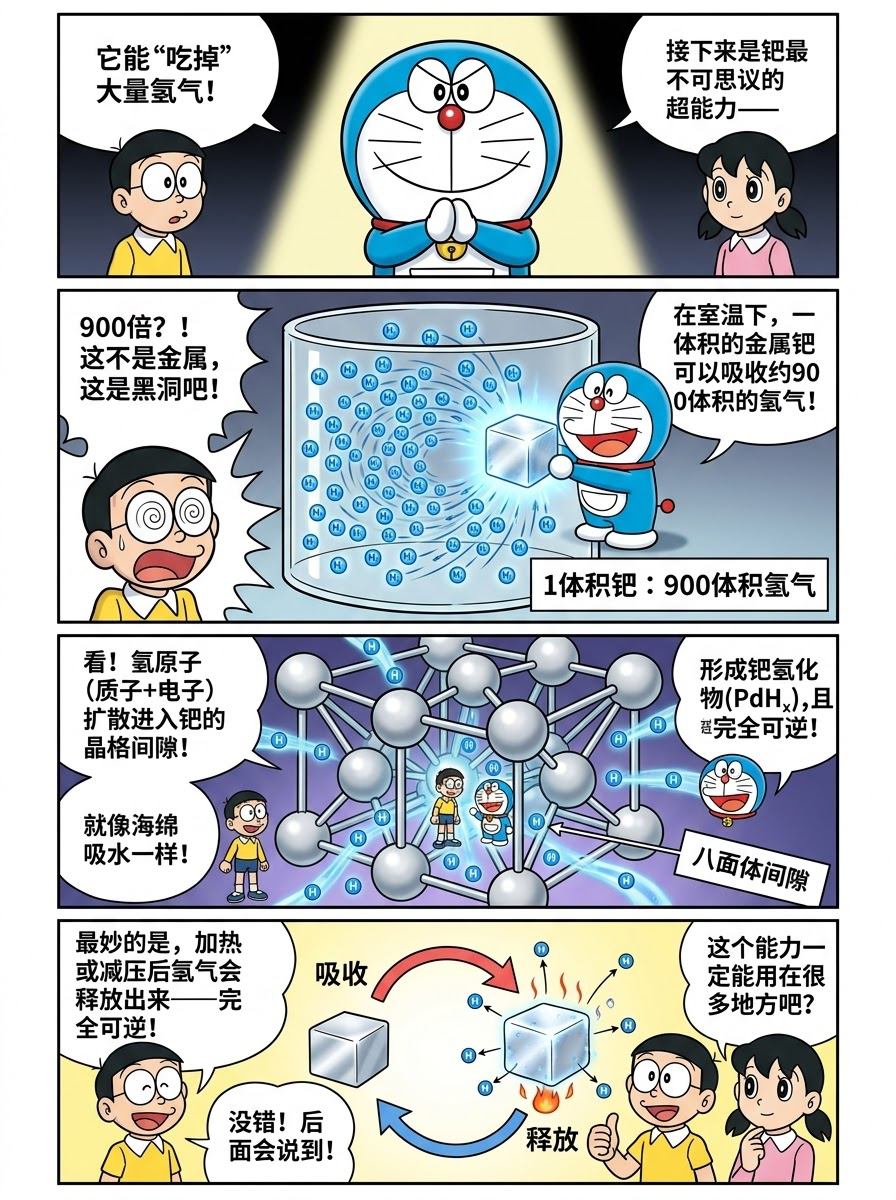 它能“吃掉”
大量氢气！
接下来是钯最
不可思议的
超能力——
900倍？！
这不是金属，
这是黑洞吧！
在室温下，一
体积的金属钯
可以吸收约90
0体积的氢气！
1体积钯：900体积氢气
看！氢原子
（质子+电子）
扩散进入钯的
晶格间隙！
就像海绵
吸水一样！
形成钯氢化
物(PdHₓ),且
完全可逆！
八面体间隙
最妙的是，加热
或减压后氢气会
释放出来——完
全可逆！
没错！后
面会说到！
吸收
释放
这个能力一
定能用在很
多地方吧？